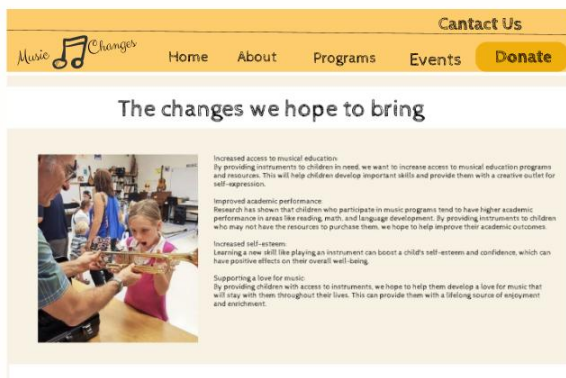 Cantact Us
Music Changes
Home About Programs Events Donate
The changes we hope to bring
Increased access to musical education:
By providing instruments to children in need, we want to increase access to musical education programs
and resources. This will help children develop important skills and provide them with a creative outlet for
self-expression.
Improved academic performance:
Research has shown that children who participate in music programs tend to have higher academic
performance in areas like reading, math, and language development. By providing instruments to children
who may not have the resources to purchase them, we hope to help improve their academic outcomes.
Increased self-esteem:
Learning a new skill like playing an instrument can boost a child's self-esteem and confidence, which can
have positive effects on their overall well-being.
Supporting a love for music:
By providing children with access to instruments, we hope to help them develop a love for music that
will stay with them throughout their lives. This can provide them with a lifelong source of enjoyment
and enrichment.